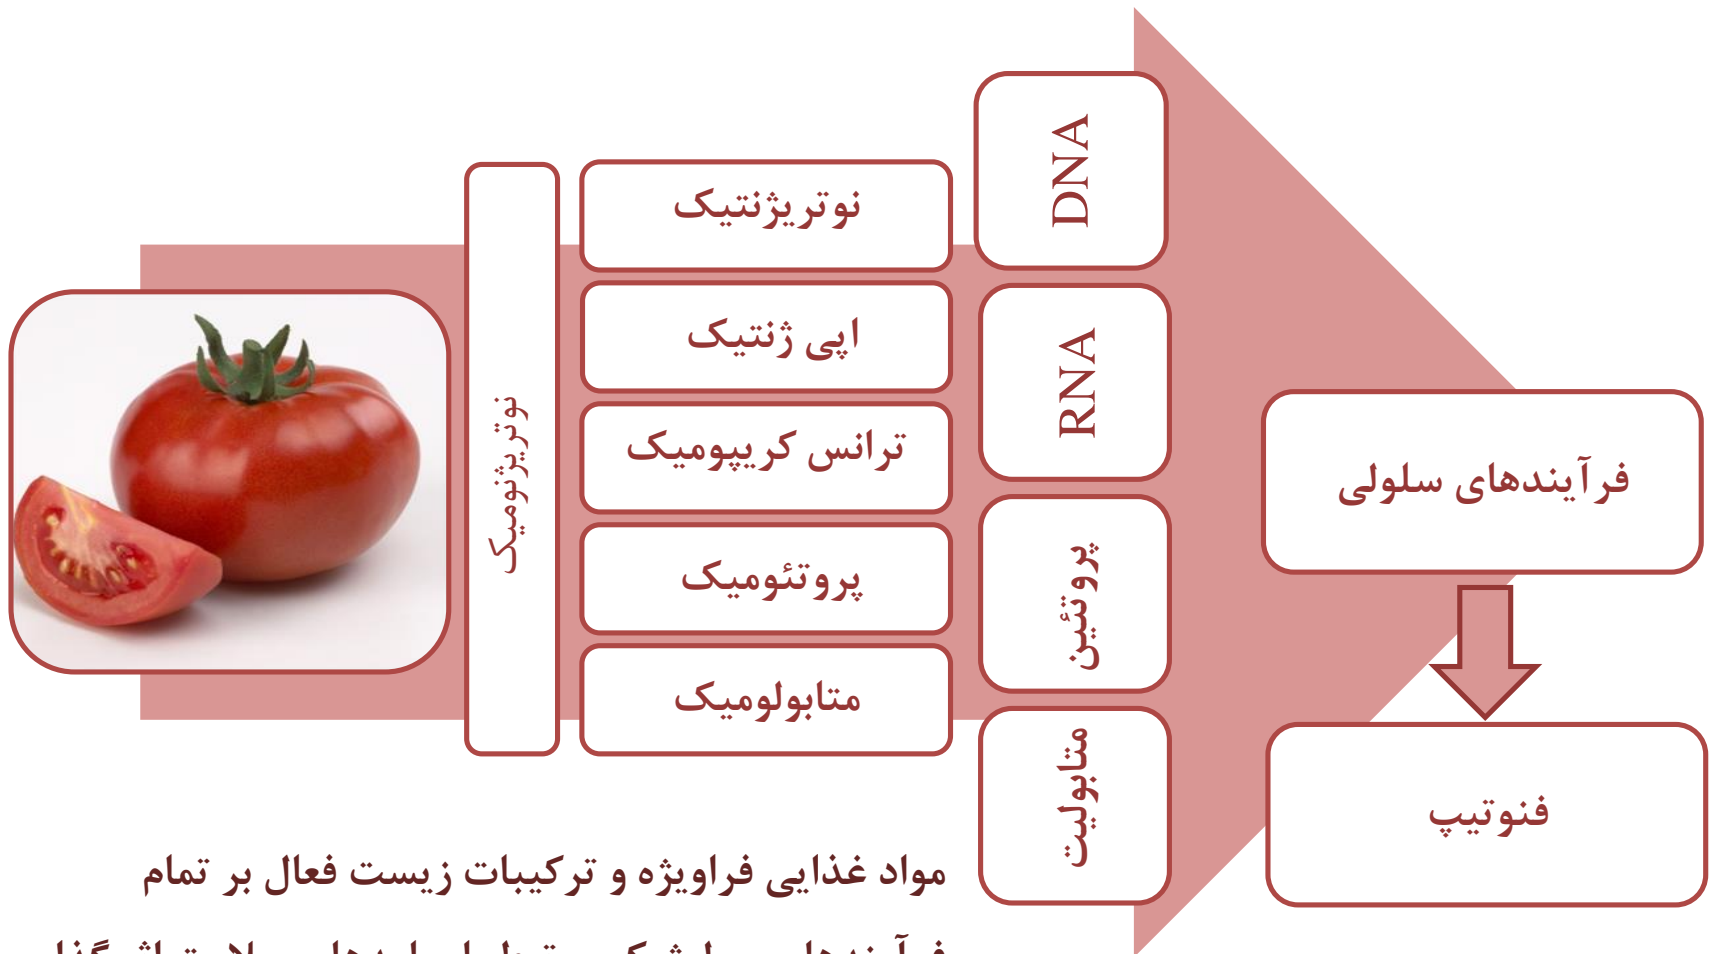 نوتریژنومیک
نوتریژنتیک
اپی ژنتیک
ترانس کریپومیک
پروتئومیک
متابولومیک
DNA
RNA
پروتئین
متابولیت
فرآیندهای سلولی
فنوتیپ
مواد غذایی فراویژه و ترکیبات زیست فعال بر تمام